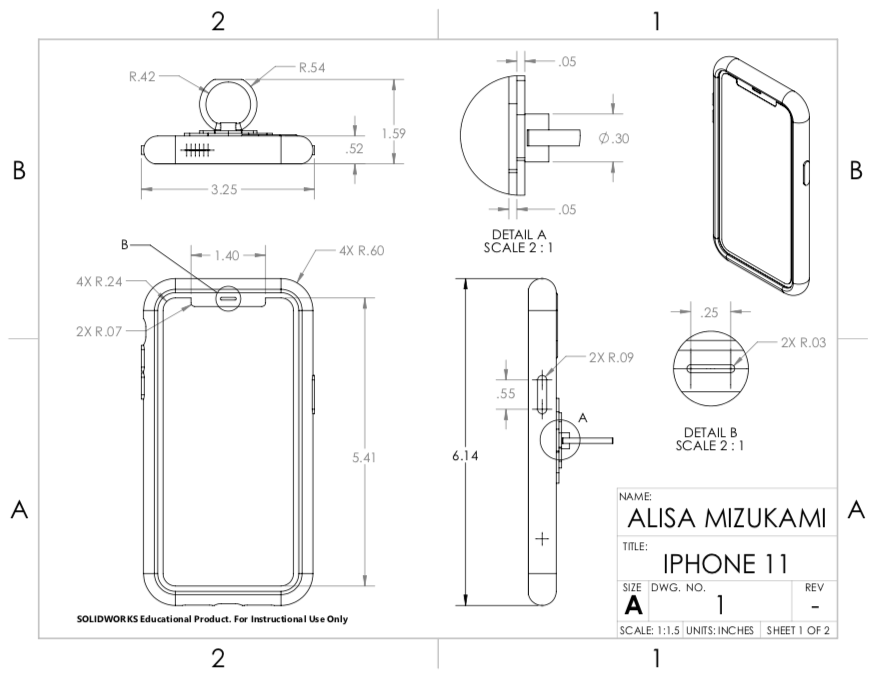 2
1
B
B
R.42
R.54
1.59
.52
3.25
.05
Ø.30
.05
DETAIL A
SCALE 2 : 1
B
1.40
4X R.60
4X R.24
2X R.07
5.41
6.14
.55
2X R.09
A
.25
2X R.03
DETAIL B
SCALE 2 : 1
A
A
NAME:
ALISA MIZUKAMI
TITLE:
IPHONE 11
SIZE
A
DWG. NO.
1
REV
-
SCALE: 1:1.5
UNITS: INCHES
SHEET 1 OF 2
SOLIDWORKS Educational Product. For Instructional Use Only
2
1